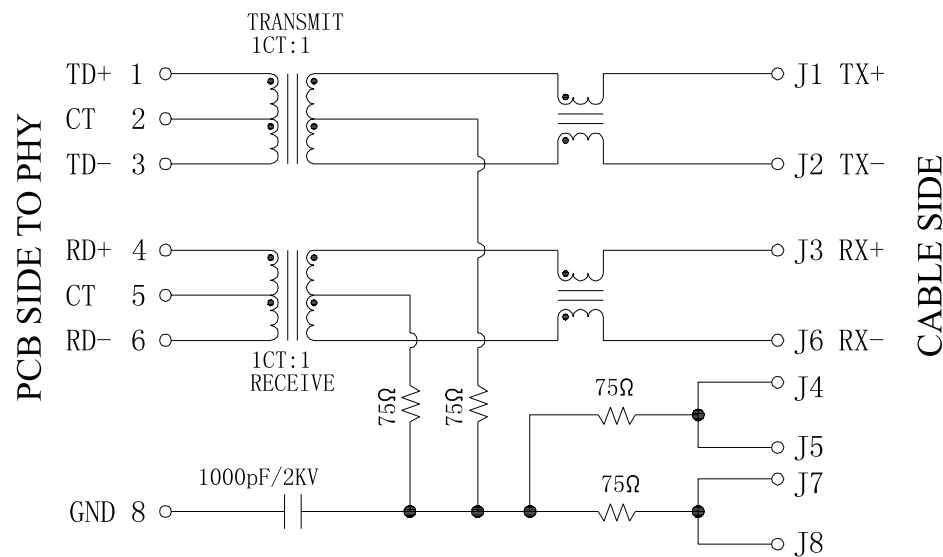 TRANSMIT
1CT:1
TD+ 1
J1 TX+
CT 2
TD- 3
J2 TX-
PCB SIDE TO PHY
CABLE SIDE
RD+ 4
J3 RX+
CT 5
RD- 6
J6 RX-
1CT:1
RECEIVE
75Ω
75Ω
75Ω
J4
J5
1000pF/2KV
75Ω
J7
GND 8
J8